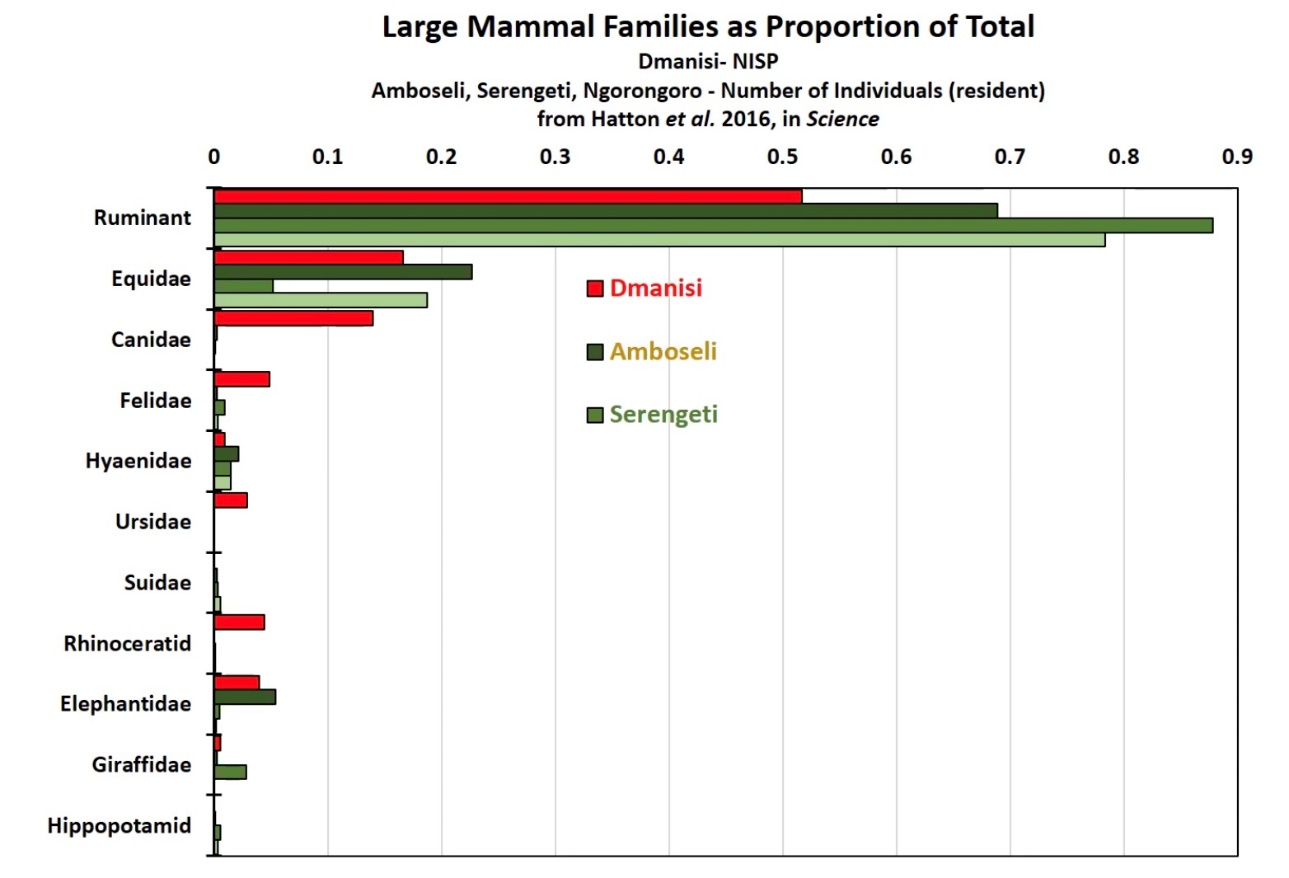 Large Mammal Families as Proportion of Total
Dmanisi- NISP
Amboseli, Serengeti, Ngorongoro - Number of Individuals (resident)
from Hatton et al. 2016, in Science
0 0.1 0.2 0.3 0.4 0.5 0.6 0.7 0.8 0.9
Ruminant
Equidae
Canidae
Felidae
Hyaenidae
Ursidae
Suidae
Rhinoceratid
Elephantidae
Giraffidae
Hippopotamid
Dmanisi
Amboseli
Serengeti